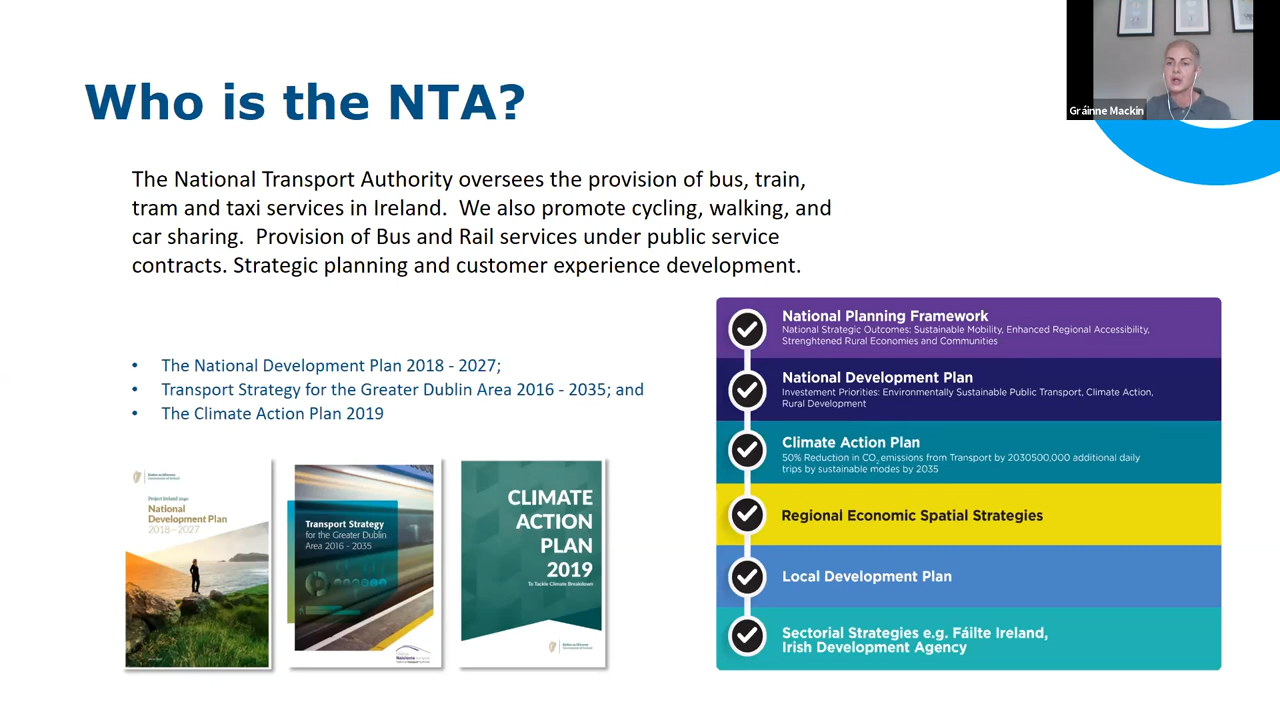 Gráinne Mackin
Who is the NTA?
The National Transport Authority oversees the provision of bus, train,
tram and taxi services in Ireland.  We also promote cycling, walking, and
car sharing.  Provision of Bus and Rail services under public service
contracts. Strategic planning and customer experience development.
• The National Development Plan 2018 - 2027;
• Transport Strategy for the Greater Dublin Area 2016 - 2035; and
• The Climate Action Plan 2019
Project Ireland 2040
National
Development Plan
2018—2027
Transport Strategy
for the Greater Dublin
Area 2016 - 2035
CLIMATE
ACTION
PLAN
2019
To Tackle Climate Breakdown
National Planning Framework
National Strategic Outcomes: Sustainable Mobility, Enhanced Regional Accessibility,
Strenghtened Rural Economies and Communities
National Development Plan
Investement Priorities: Environmentally Sustainable Public Transport, Climate Action,
Rural Development
Climate Action Plan
50% Reduction in CO2 emissions from Transport by 2030500,000 additional daily
trips by sustainable modes by 2035
Regional Economic Spatial Strategies
Local Development Plan
Sectorial Strategies e.g. Fáilte Ireland,
Irish Development Agency